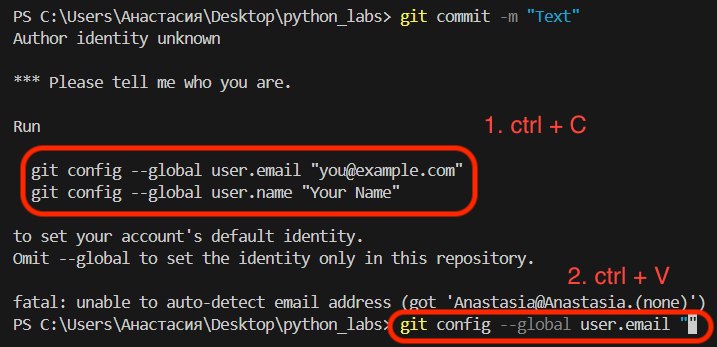 PS C:\Users\Анастасия\Desktop\python_labs> git commit -m "Text"
Author identity unknown
*** Please tell me who you are.
Run
1. ctrl + C
git config --global user.email "you@example.com"
git config --global user.name "Your Name"
to set your account's default identity.
Omit --global to set the identity only in this repository.
2. ctrl + V
fatal: unable to auto-detect email address (got 'Anastasia@Anastasia.(none)')
PS C:\Users\Анастасия\Desktop\python_labs> git config --global user.email ""